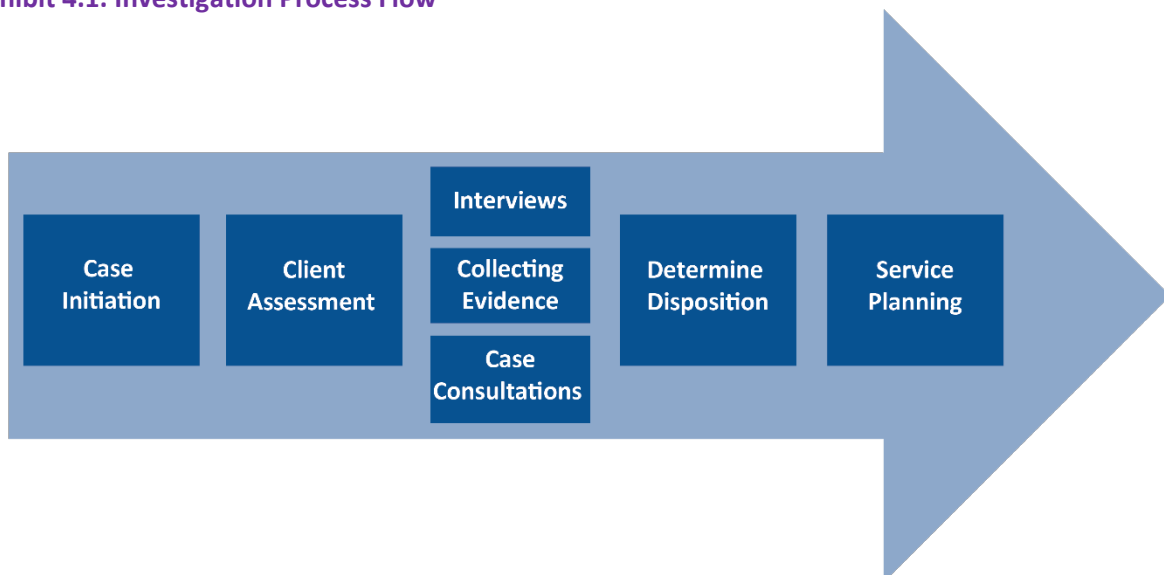 hibit 4.1: Investigation Process Flow
Case
Initiation
Client
Assessment
Interviews
Collecting
Evidence
Case
Consultations
Determine
Disposition
Service
Planning